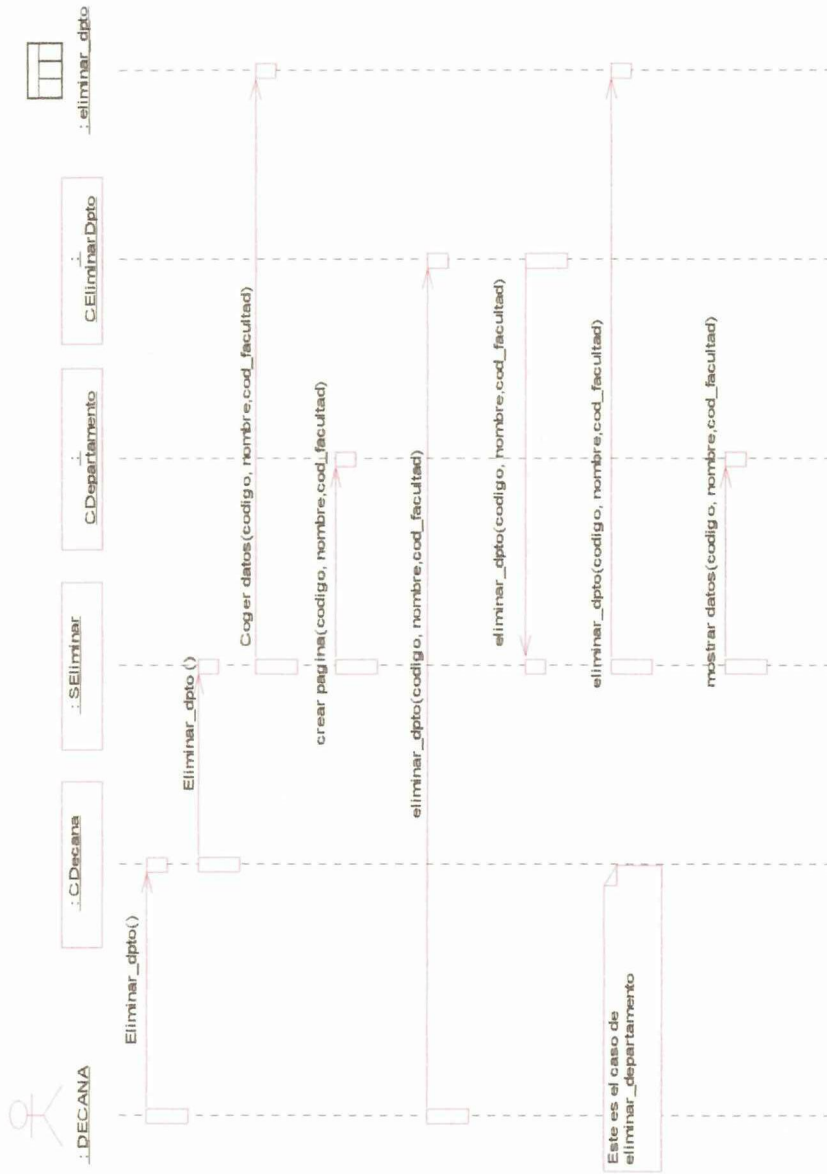 : DECANA
: CDecana
: SEliminar
:
CDepartamento
:
CEliminarDpto
: eliminar_dpto
Eliminar_dpto()
Eliminar_dpto ()
Coger datos(codigo, nombre,cod_facultad)
crear pagina(codigo, nombre,cod_facultad)
eliminar_dpto(codigo, nombre,cod_facultad)
eliminar_dpto(codigo, nombre,cod_facultad)
eliminar_dpto(codigo, nombre,cod_facultad)
mostrar datos(codigo, nombre,cod_facultad)
Este es el caso de
eliminar_departamento